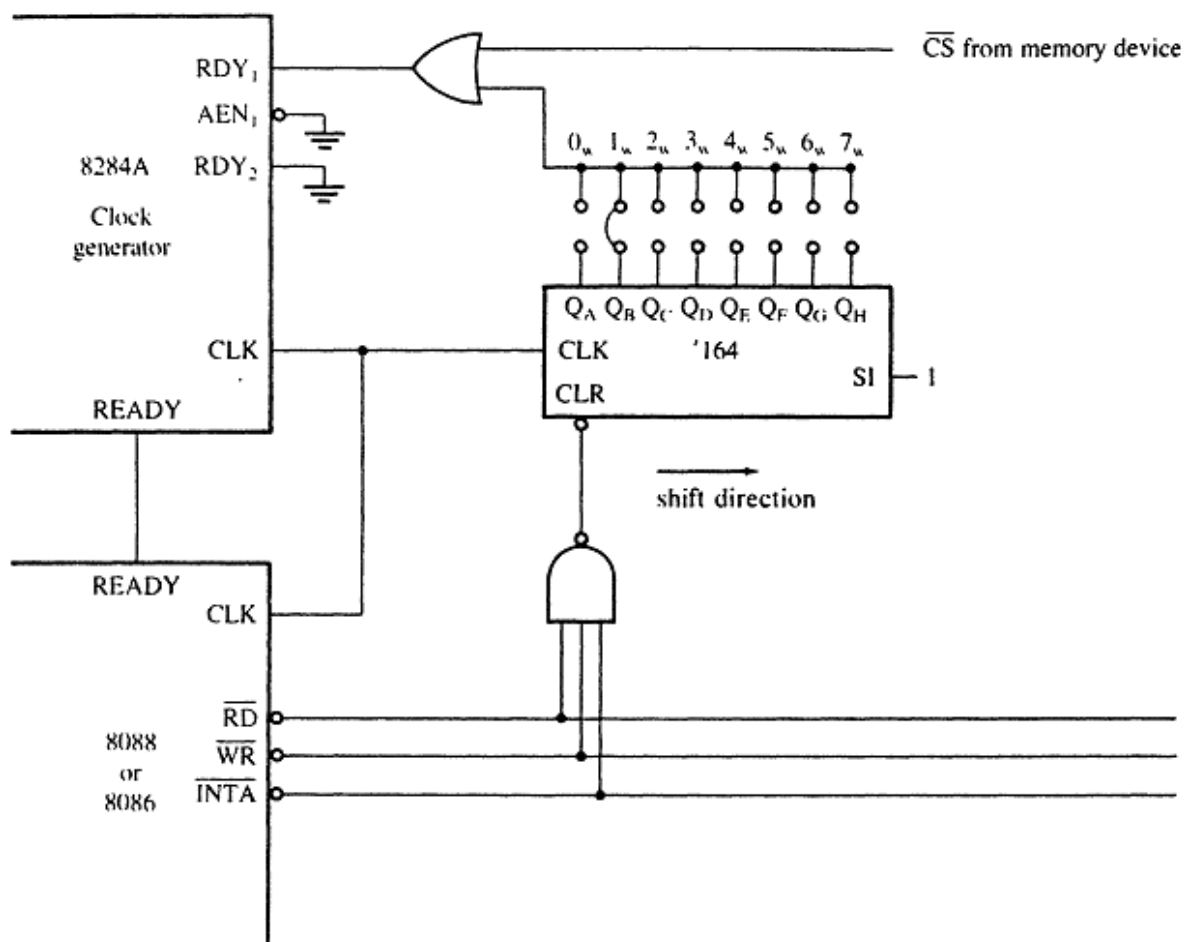 RDY₁
C̅S̅ from memory device
AEN₁
8284A
RDY₂
Clock
generator
0w 1w 2w 3w 4w 5w 6w 7w
QA QB QC QD QE QF QG QH
CLK
CLK
'164
SI
1
CLR
READY
shift direction
READY
CLK
R̅D̅
8088
or
8086
W̅R̅
I̅N̅T̅A̅